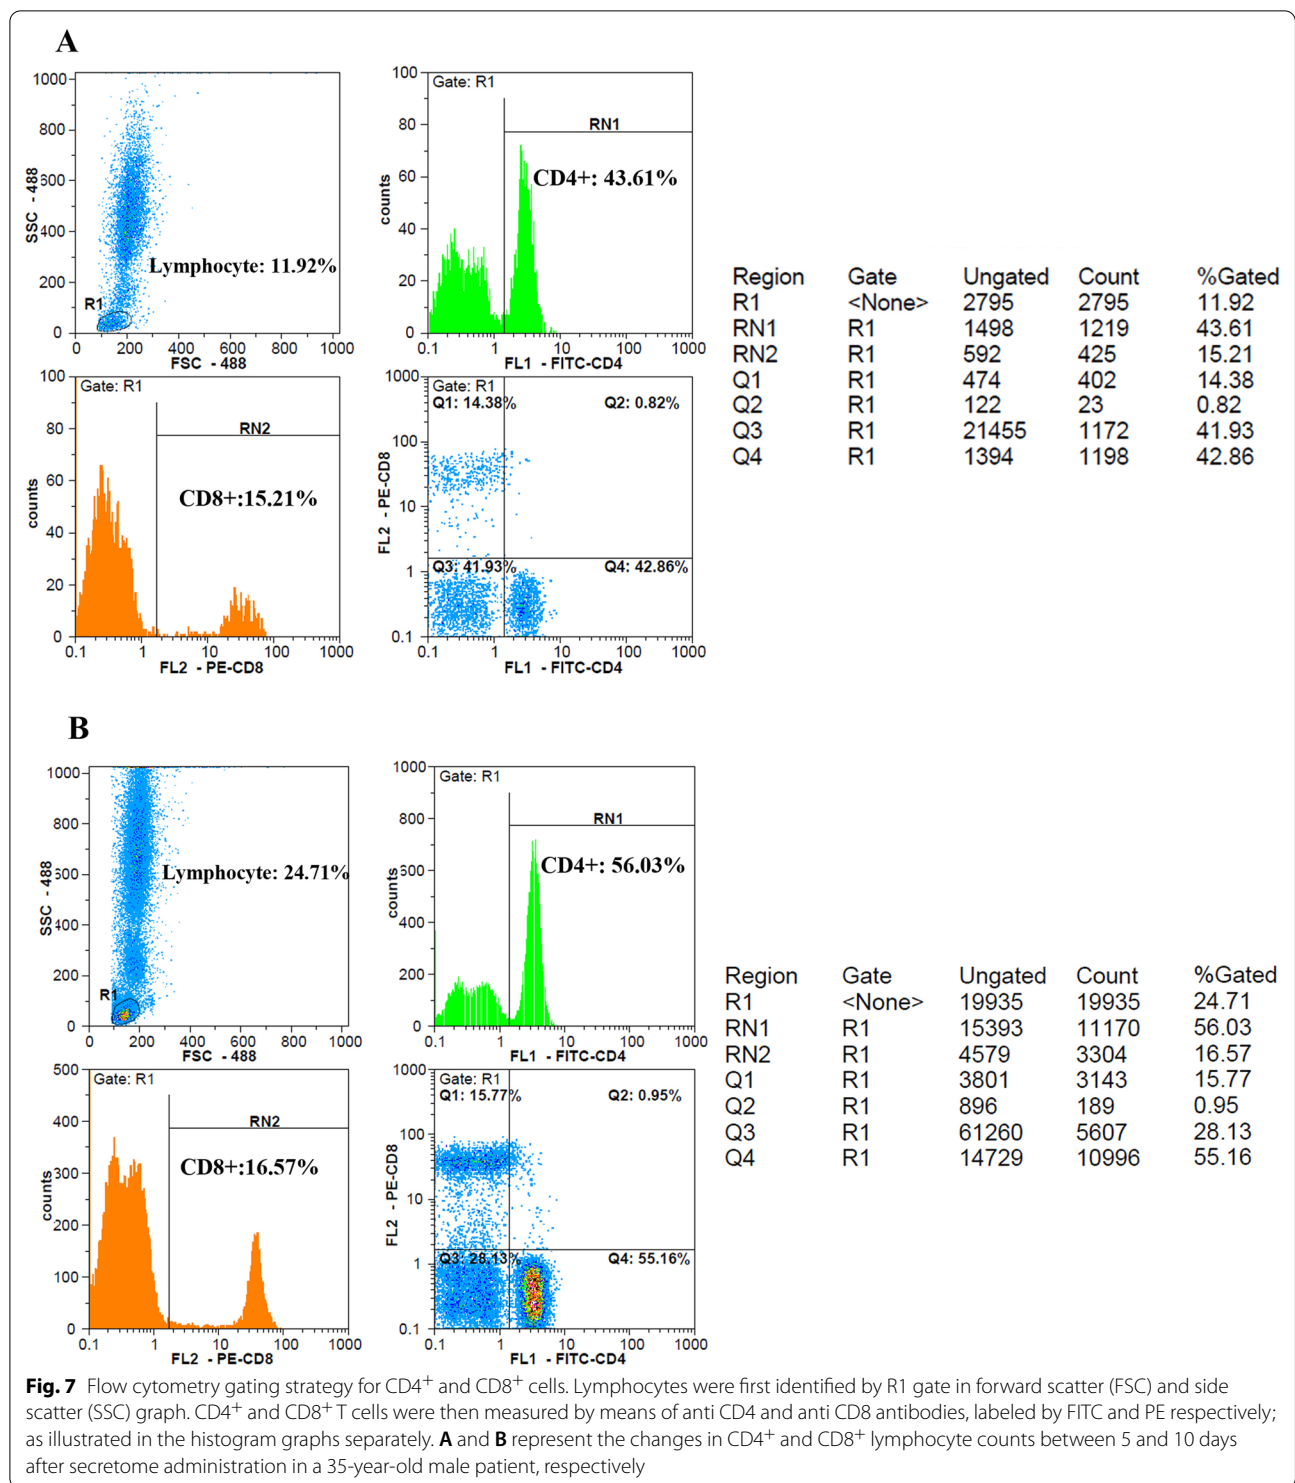 A
1000
800
600
400
200
0
SSC - 488
Lymphocyte: 11.92%
R1
0 200 400 600 800 1000
FSC - 488
100
80
60
40
20
0
counts
Gate: R1
RN1
CD4+: 43.61%
0.1 1 10 100 1000
FL1 - FITC-CD4
100
80
60
40
20
0
counts
Gate: R1
RN2
CD8+:15.21%
0.1 1 10 100 1000
FL2 - PE-CD8
1000
100
10
1
0.1
FL2 - PE-CD8
Gate: R1
Q1: 14.38% Q2: 0.82%
Q3: 41.93% Q4: 42.86%
0.1 1 10 100 1000
FL1 - FITC-CD4
Region Gate Ungated Count %Gated
R1 <None> 2795 2795 11.92
RN1 R1 1498 1219 43.61
RN2 R1 592 425 15.21
Q1 R1 474 402 14.38
Q2 R1 122 23 0.82
Q3 R1 21455 1172 41.93
Q4 R1 1394 1198 42.86
B
1000
800
600
400
200
0
SSC - 488
Lymphocyte: 24.71%
R1
0 200 400 600 800 1000
FSC - 488
1000
800
600
400
200
0
counts
Gate: R1
RN1
CD4+: 56.03%
0.1 1 10 100 1000
FL1 - FITC-CD4
500
400
300
200
100
0
counts
Gate: R1
RN2
CD8+:16.57%
0.1 1 10 100 1000
FL2 - PE-CD8
1000
100
10
1
0.1
FL2 - PE-CD8
Gate: R1
Q1: 15.77% Q2: 0.95%
Q3: 28.13% Q4: 55.16%
0.1 1 10 100 1000
FL1 - FITC-CD4
Region Gate Ungated Count %Gated
R1 <None> 19935 19935 24.71
RN1 R1 15393 11170 56.03
RN2 R1 4579 3304 16.57
Q1 R1 3801 3143 15.77
Q2 R1 896 189 0.95
Q3 R1 61260 5607 28.13
Q4 R1 14729 10996 55.16
Fig. 7 Flow cytometry gating strategy for CD4⁺ and CD8⁺ cells. Lymphocytes were first identified by R1 gate in forward scatter (FSC) and side
scatter (SSC) graph. CD4⁺ and CD8⁺ T cells were then measured by means of anti CD4 and anti CD8 antibodies, labeled by FITC and PE respectively;
as illustrated in the histogram graphs separately. A and B represent the changes in CD4⁺ and CD8⁺ lymphocyte counts between 5 and 10 days
after secretome administration in a 35-year-old male patient, respectively